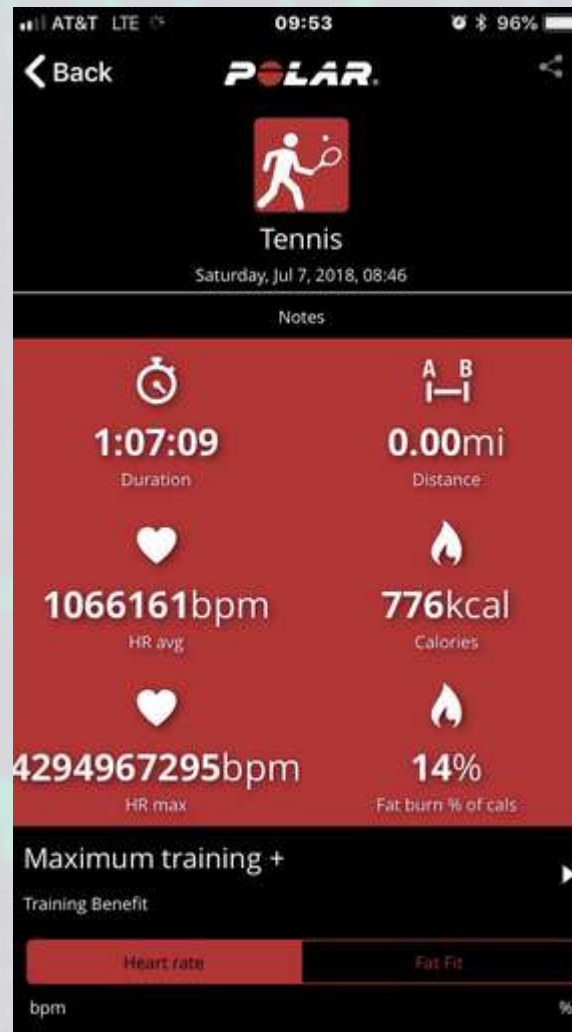 AT&T LTE 09:53 96%
Back POLAR
Tennis
Saturday, Jul 7, 2018, 08:46
Notes
A B
1:07:09 0.00mi
Duration Distance
1066161bpm 776kcal
HR avg Calories
4294967295bpm 14%
HR max Fat burn % of cals
Maximum training +
Training Benefit
Heart rate Fat Fit
bpm %